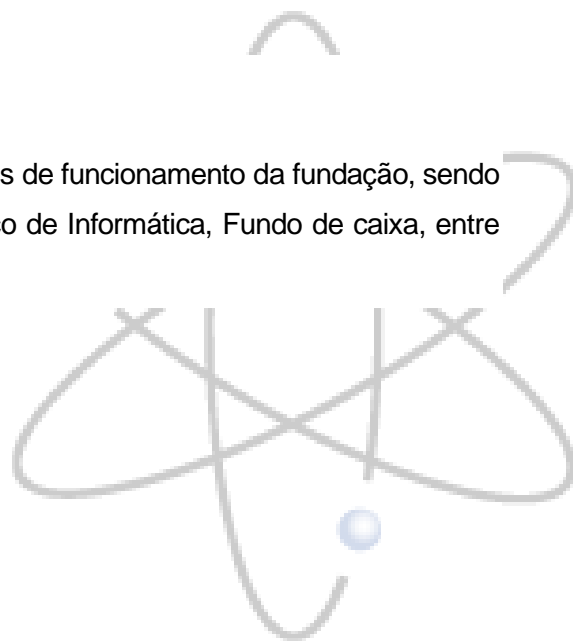 s de funcionamento da fundação, sendo
o de Informática, Fundo de caixa, entre